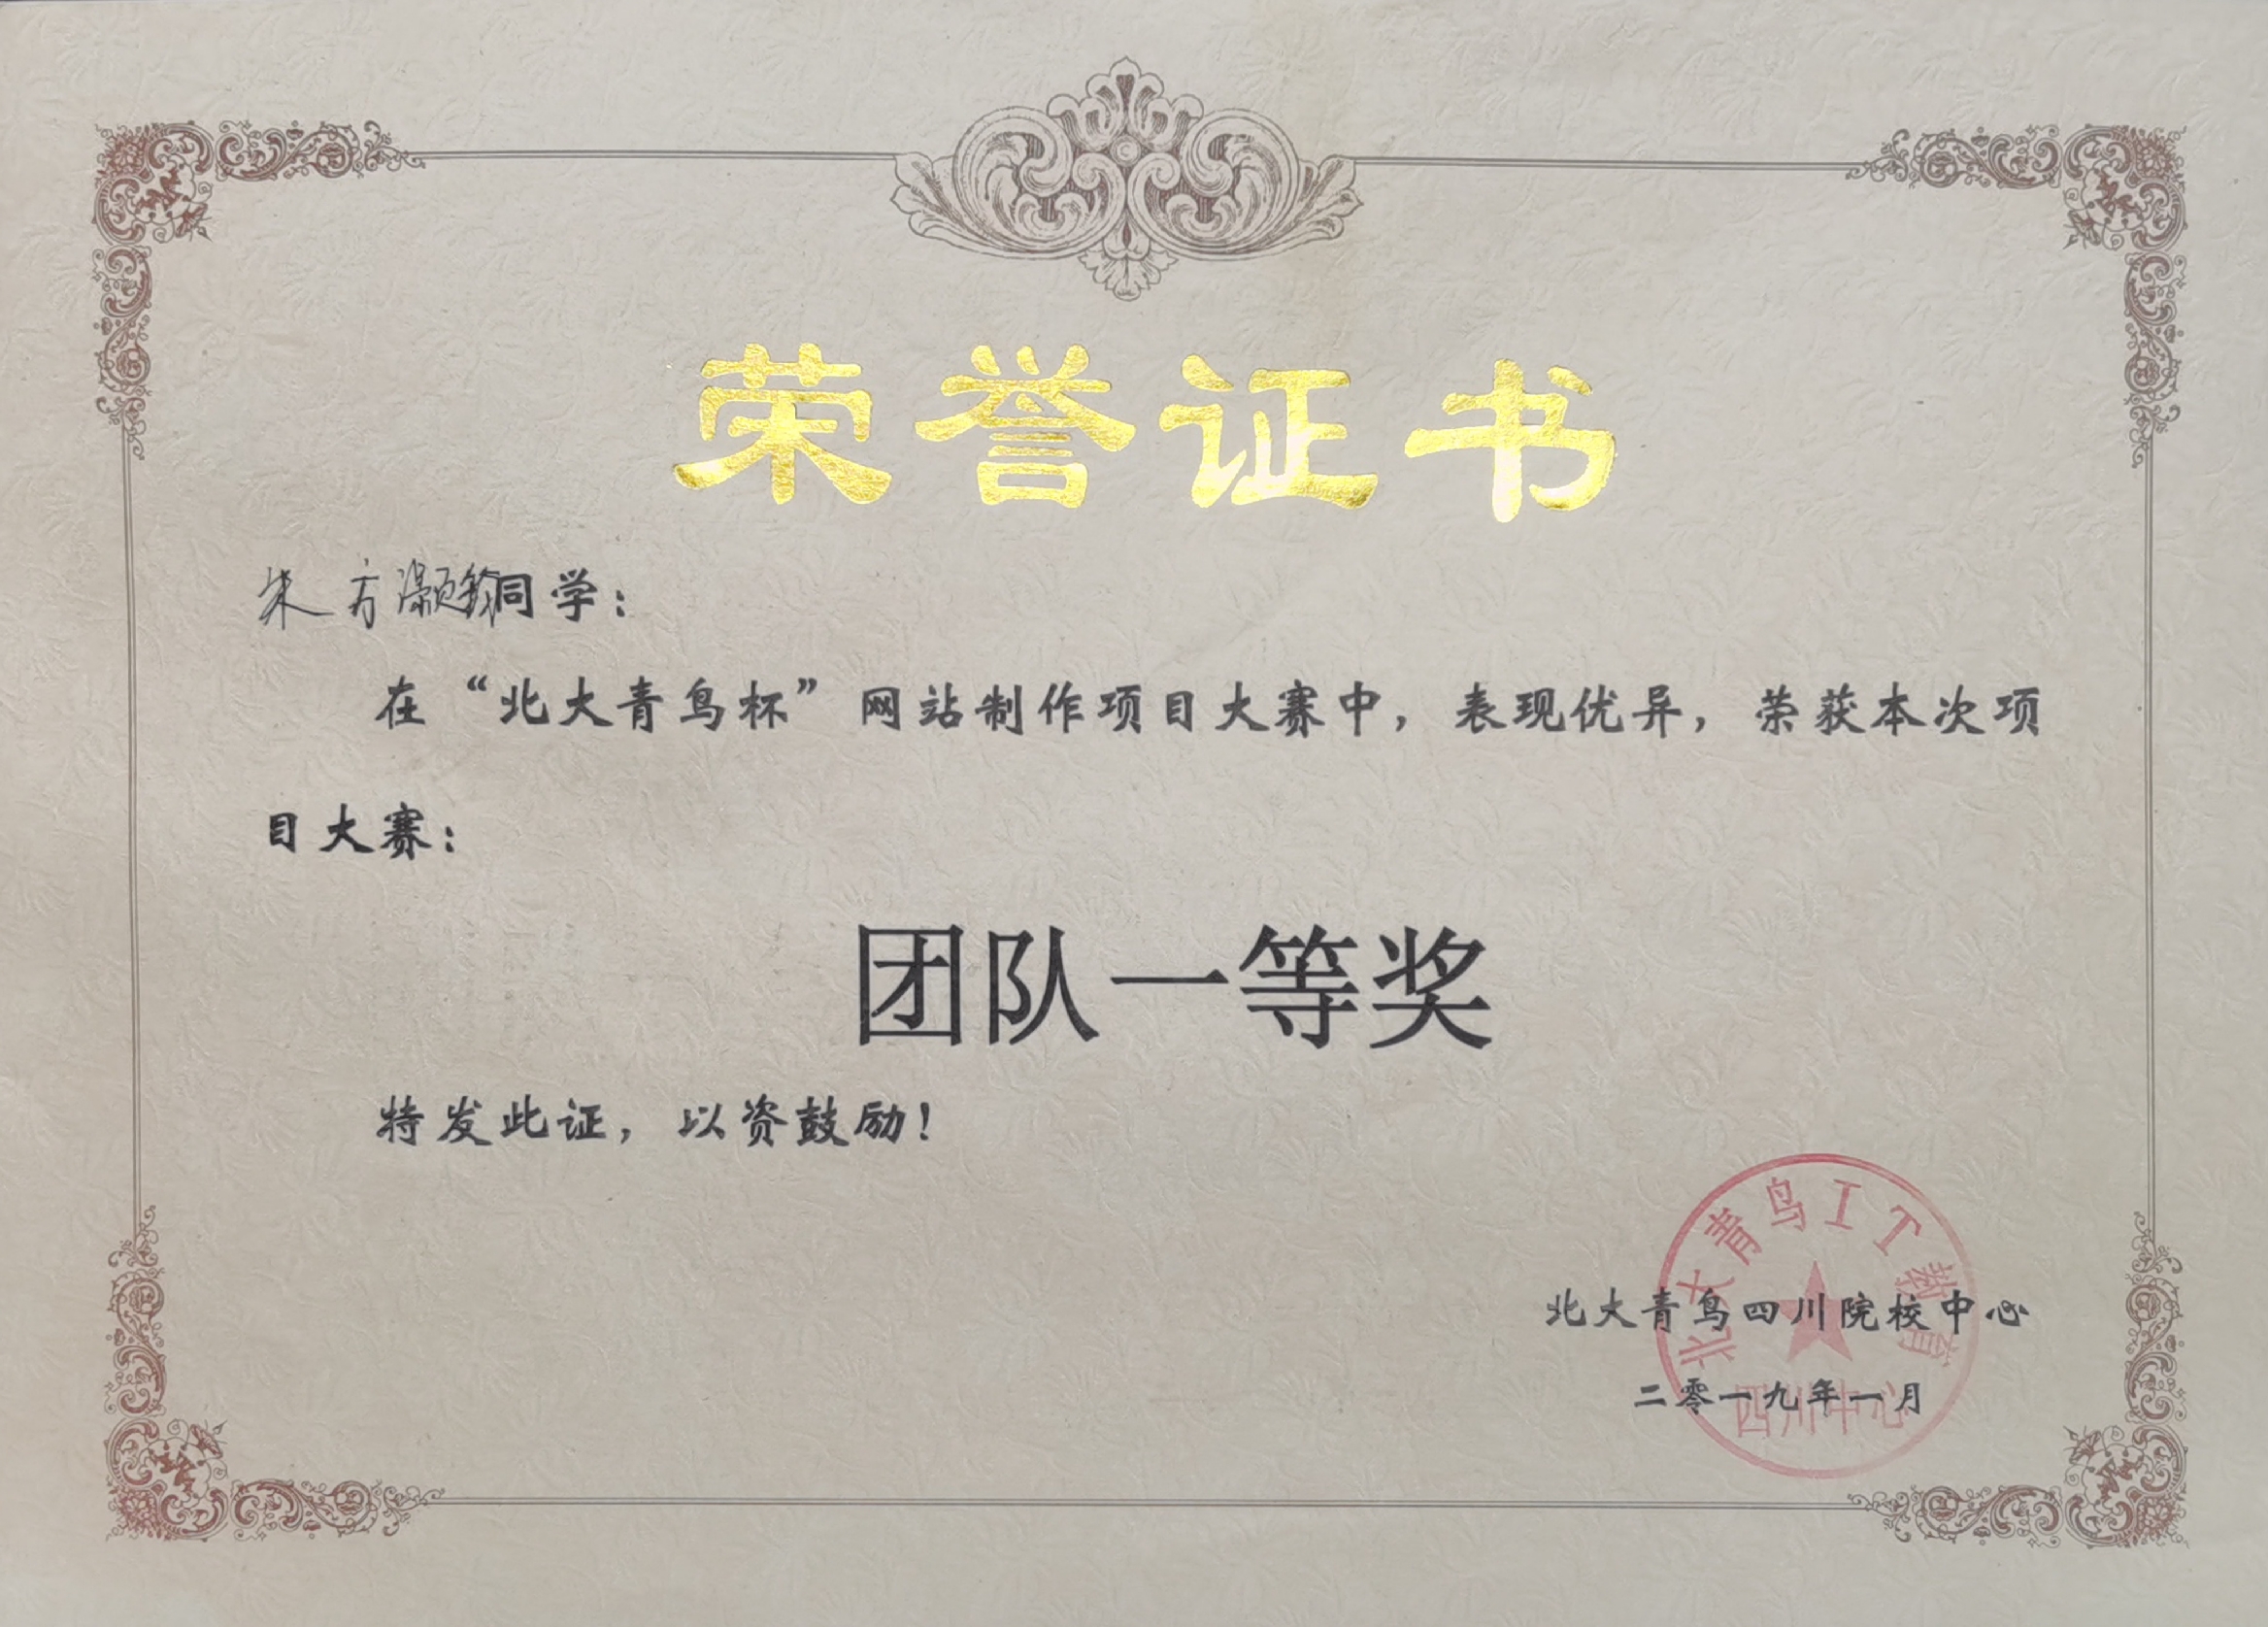 荣誉证书
朱方灏翰同学：
在“北大青鸟杯”网站制作项目大赛中，表现优异，荣获本次项
目大赛：
团队一等奖
特发此证，以资鼓励！
北大青鸟IT教育
北大青鸟四川院校中心
二零一九年一月
四川中心